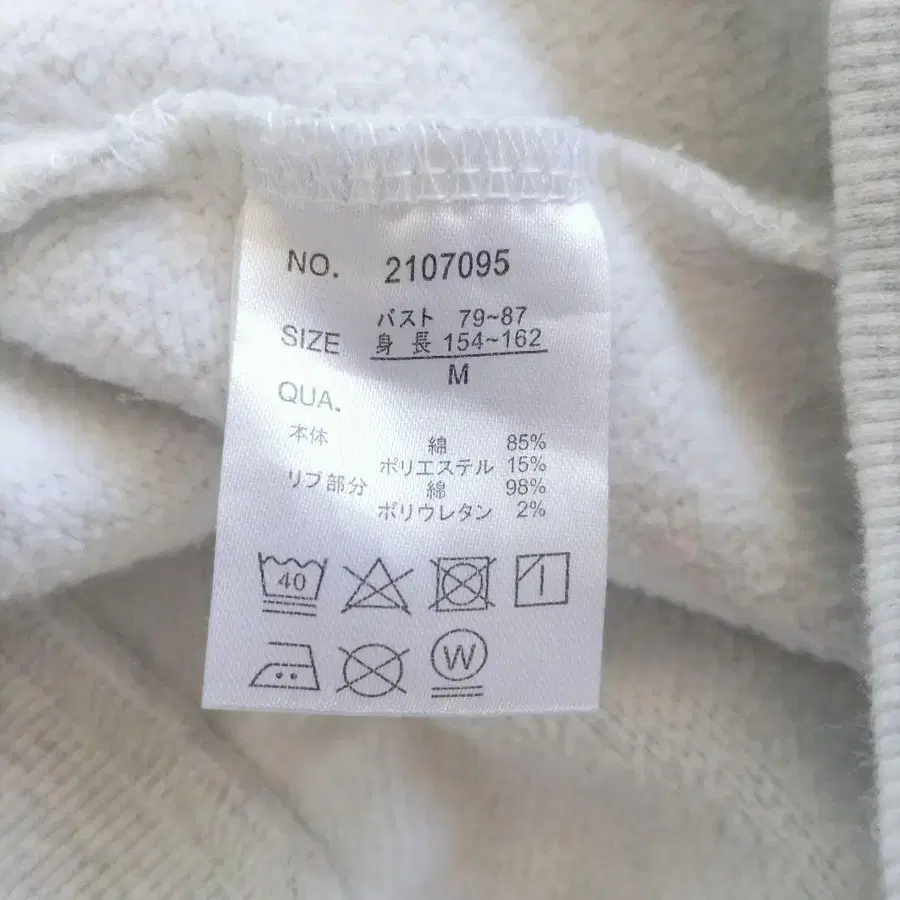 NO. 2107095
SIZE バスト 79~87
身長 154~162
M
QUA.
本体 綿 85%
ポリエステル 15%
リブ部分 綿 98%
ポリウレタン 2%
40
W